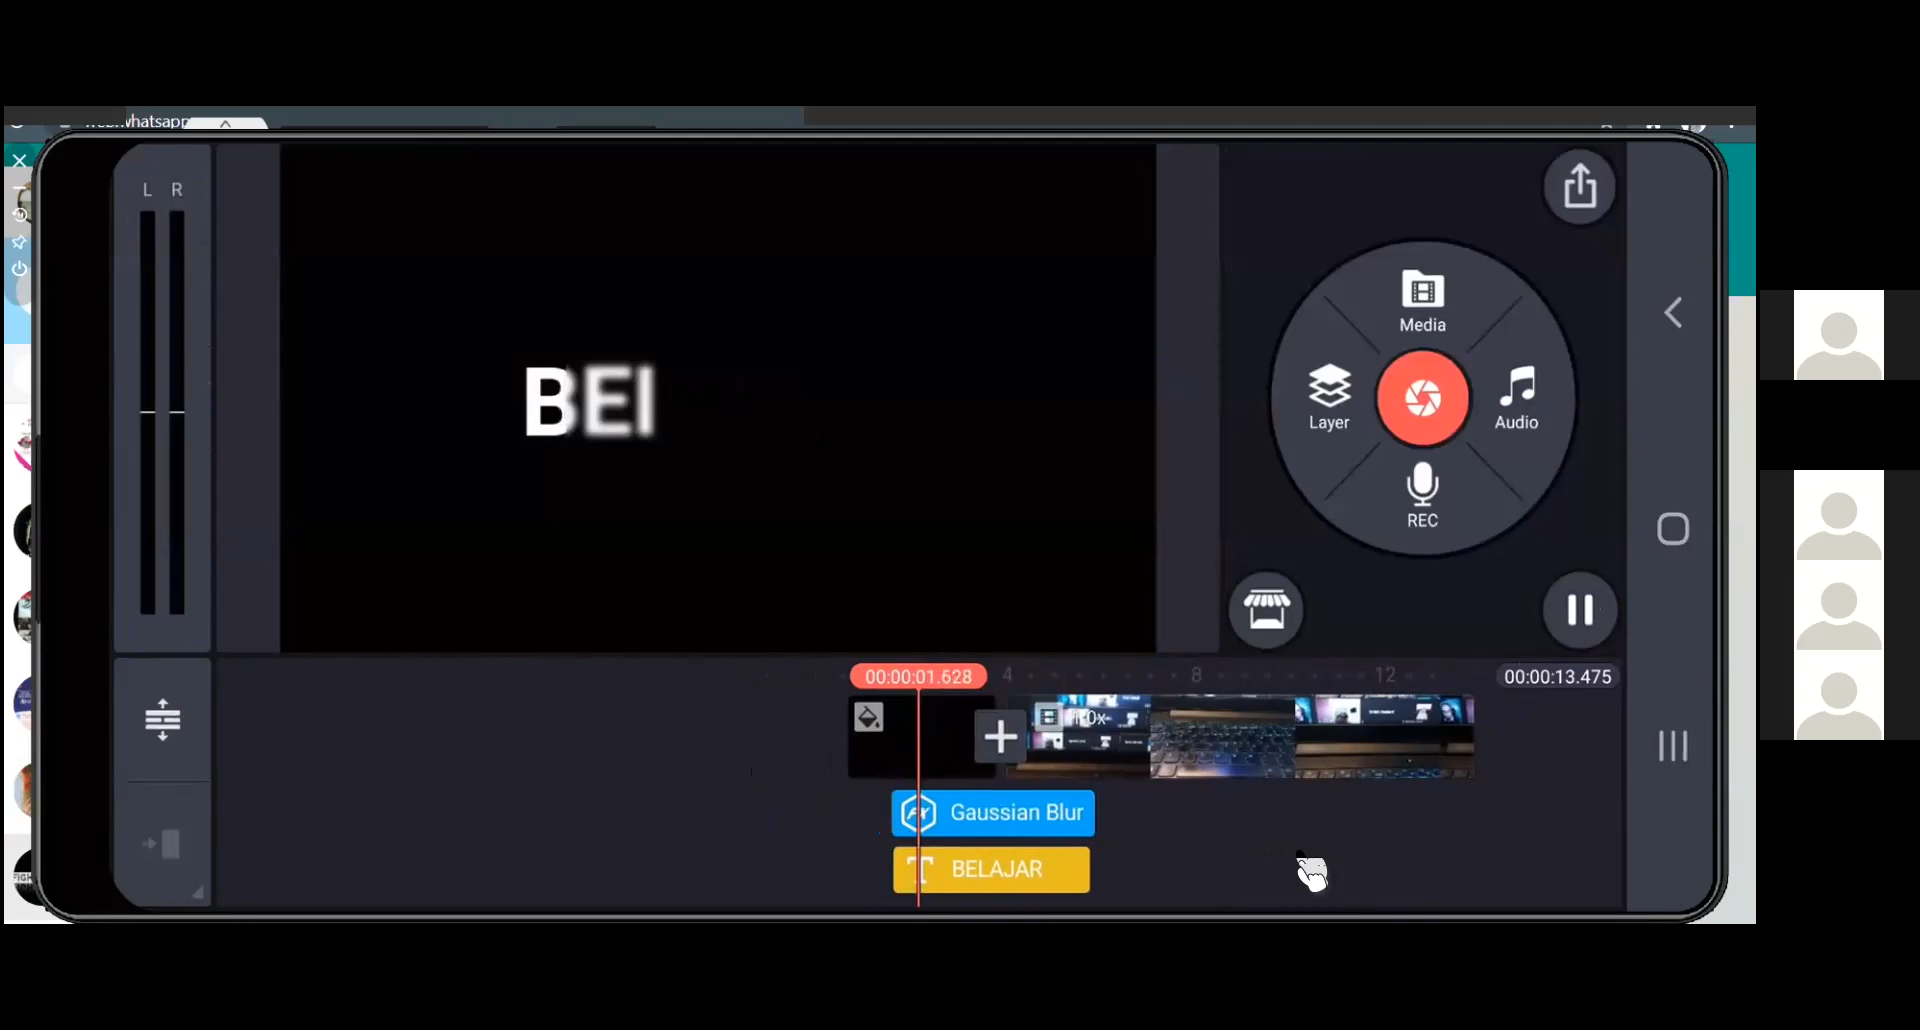 whatsapp
L R
BEI
Media
Layer
Audio
REC
00:00:01.628
4
8
12
00:00:13.475
Gaussian Blur
BELAJAR